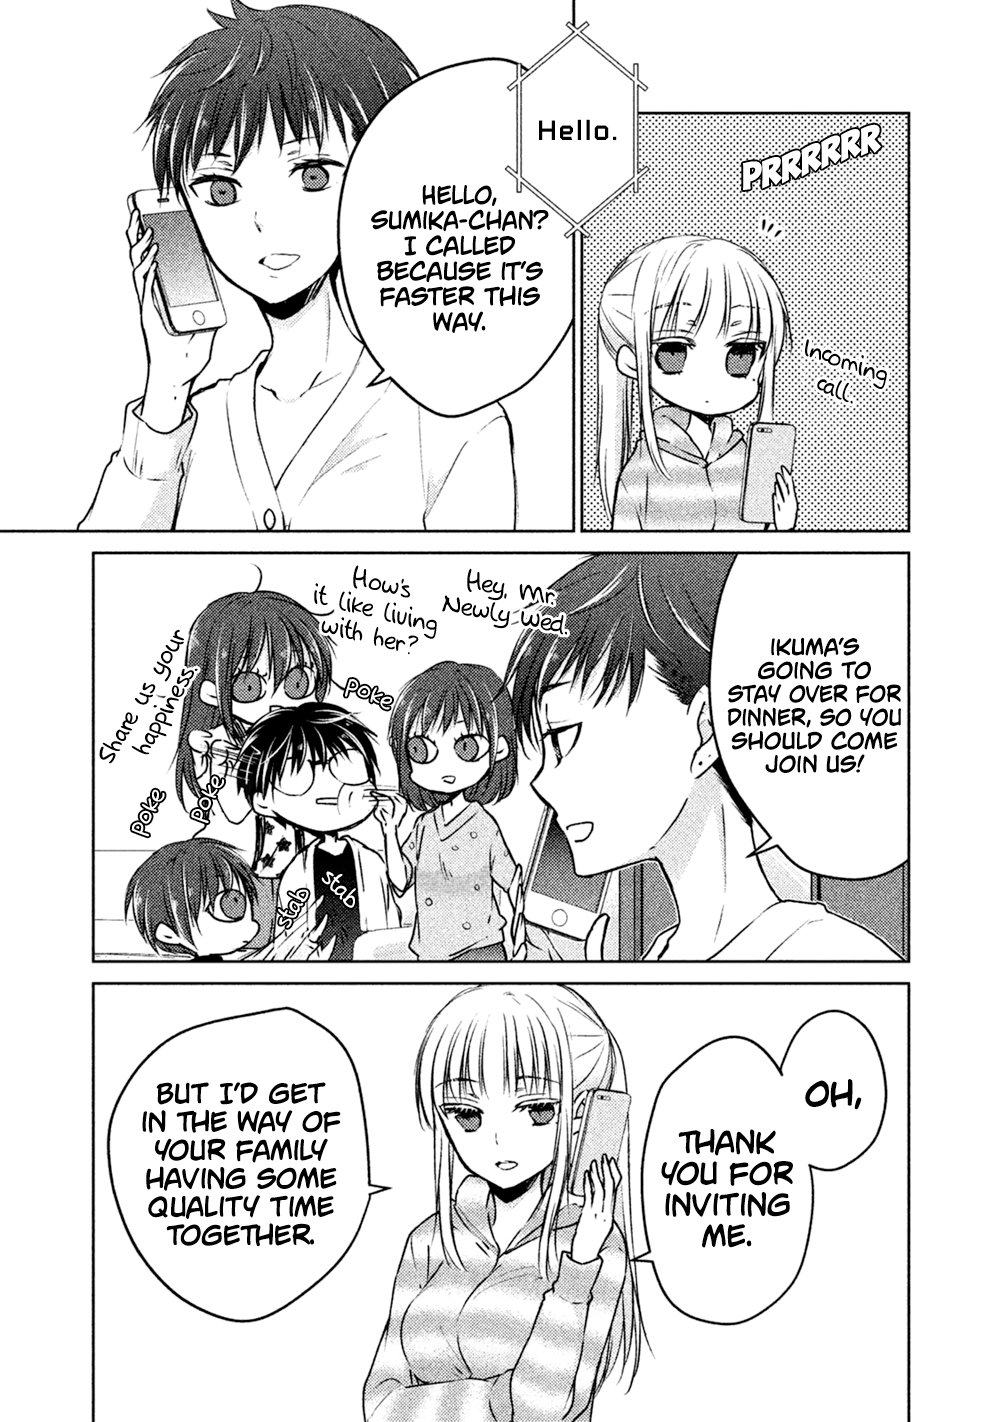 PRRRRRR
Incoming
call
Hello.
HELLO,
SUMIKA-CHAN?
I CALLED
BECAUSE IT'S
FASTER THIS
WAY.
IKUMA'S
GOING TO
STAY OVER FOR
DINNER, SO YOU
SHOULD COME
JOIN US!
Hey, Mr.
Newly wed.
How's
it like living
with her?
Share us your
happiness.
poke
poke
poke
stab
stab
OH,
THANK
YOU FOR
INVITING
ME.
BUT I'D GET
IN THE WAY OF
YOUR FAMILY
HAVING SOME
QUALITY TIME
TOGETHER.